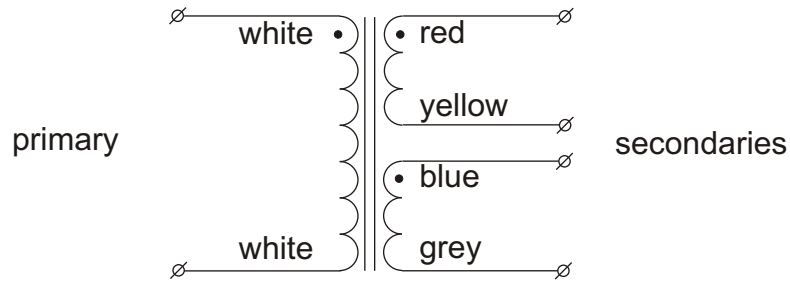 white
red
yellow
primary
secondaries
blue
white
grey